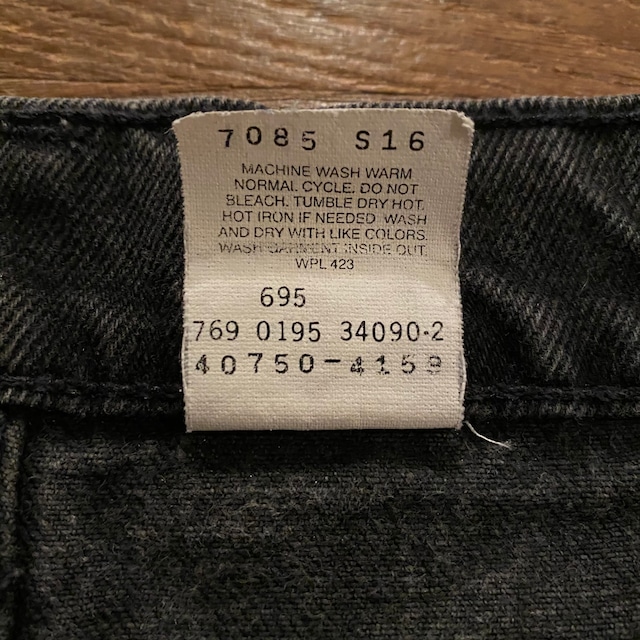 7085 S16
MACHINE WASH WARM
NORMAL CYCLE. DO NOT
BLEACH. TUMBLE DRY HOT.
HOT IRON IF NEEDED. WASH
AND DRY WITH LIKE COLORS.
WASH GARMENT INSIDE OUT.
WPL 423
695
769 0195 34090-2
40750-4159